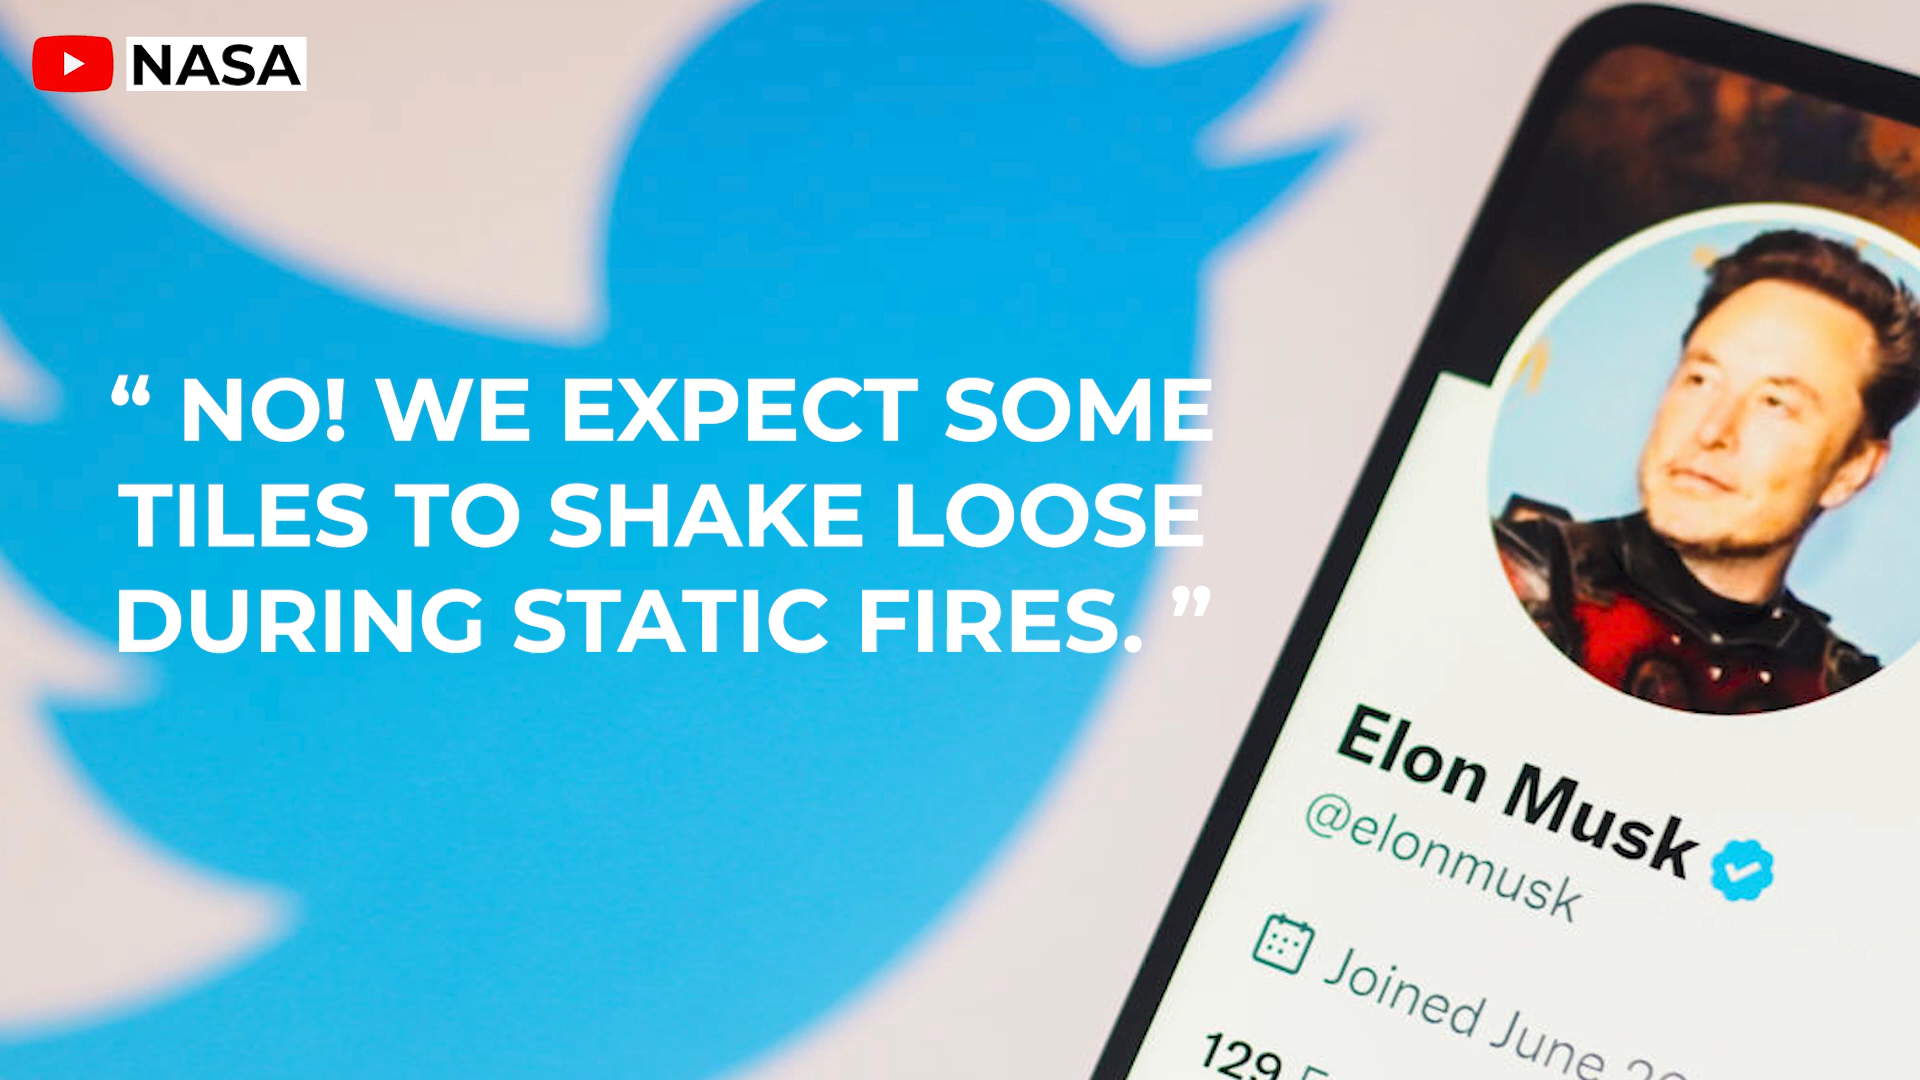 NASA
“ NO! WE EXPECT SOME
TILES TO SHAKE LOOSE
DURING STATIC FIRES. ”
Elon Musk
@elonmusk
Joined June
129